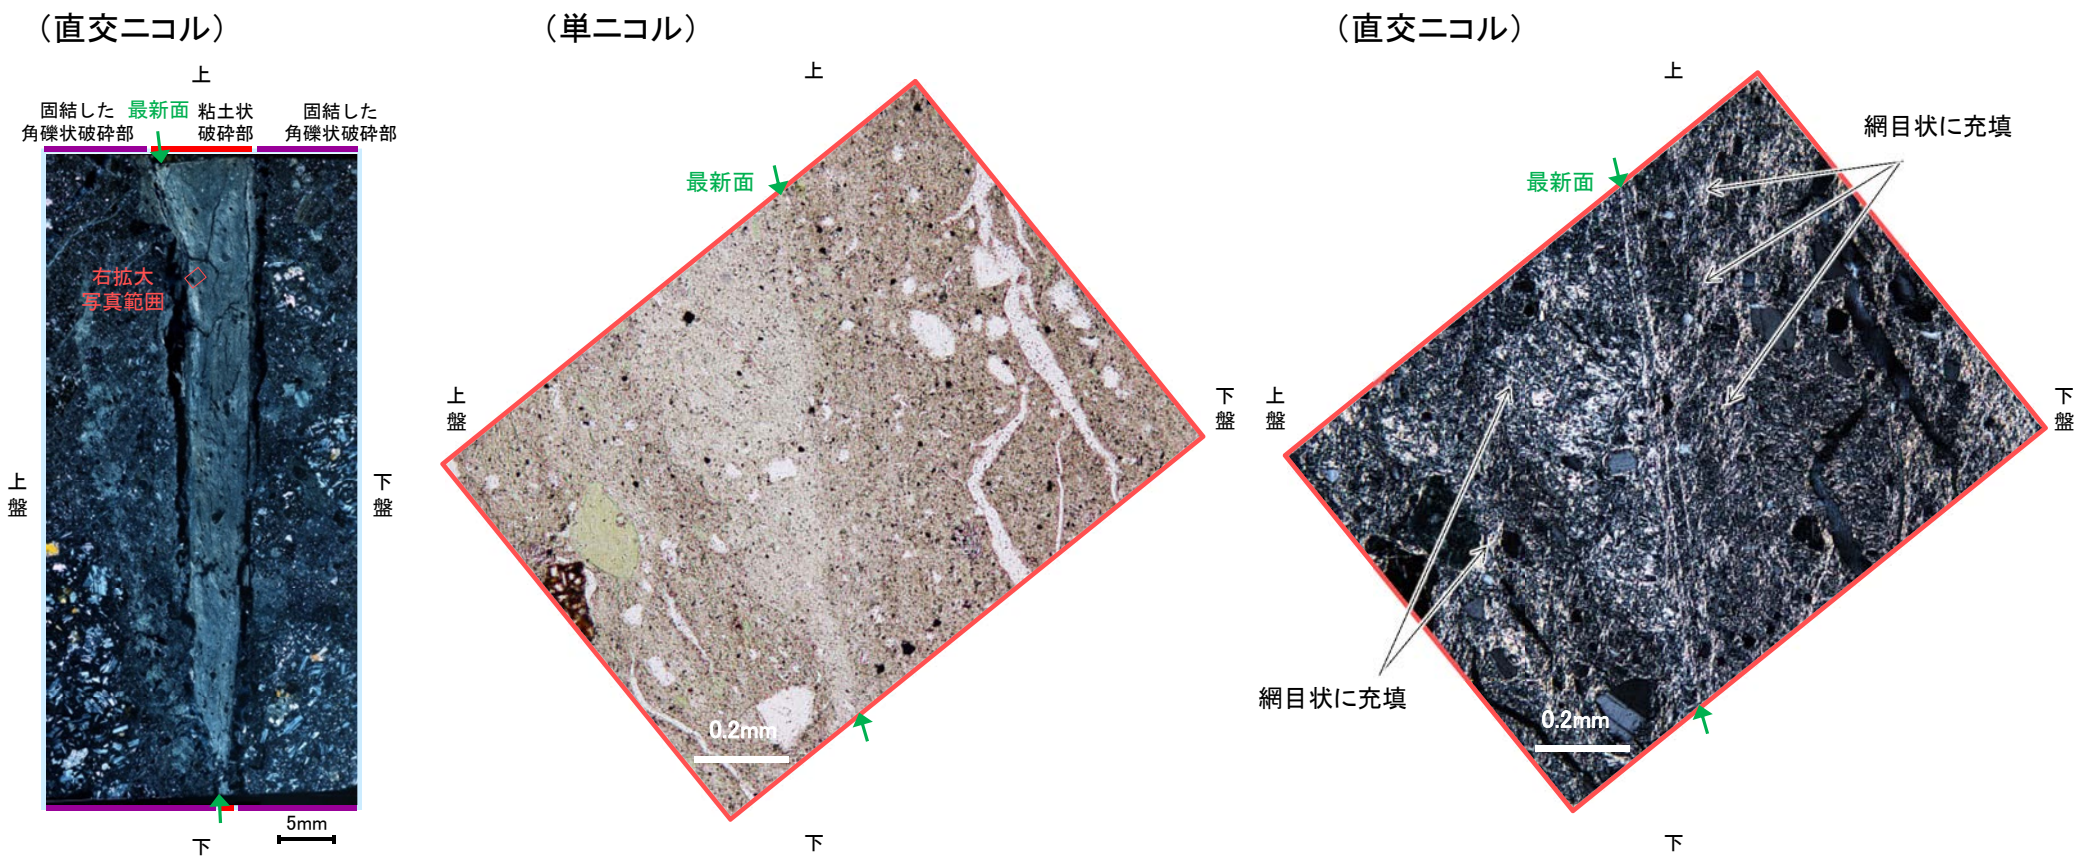 （直交ニコル）
（単ニコル）
（直交ニコル）
上
固結した
角礫状破砕部
最新面
粘土状
破砕部
固結した
角礫状破砕部
右拡大
写真範囲
上
盤
下
盤
下
5mm
上
最新面
上
盤
下
盤
0.2mm
下
上
最新面
網目状に充填
上
盤
下
盤
網目状に充填
0.2mm
下